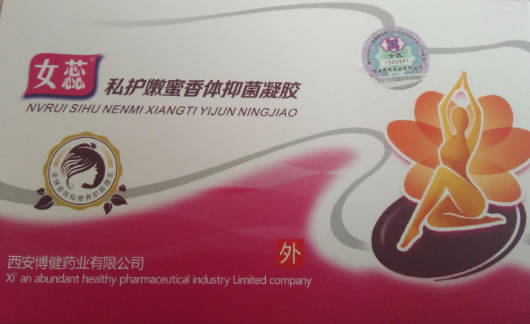 女蕊
私护嫩蜜香体抑菌凝胶
NVRUI SIHU NENMI XIANGTI YIJUN NINGJIAO
外
西安博健药业有限公司
Xi' an abundant healthy pharmaceutical industry Limited company